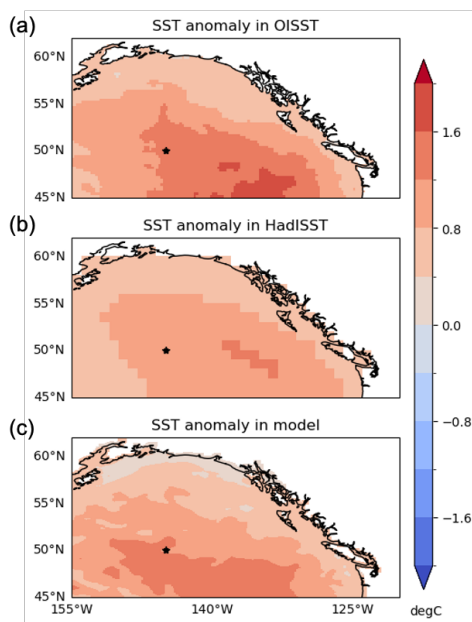 (a)
SST anomaly in OISST
60°N
55°N
50°N
45°N
(b)
SST anomaly in HadISST
60°N
55°N
50°N
45°N
(c)
SST anomaly in model
60°N
55°N
50°N
45°N
155°W
140°W
125°W
1.6
0.8
0.0
−0.8
−1.6
degC